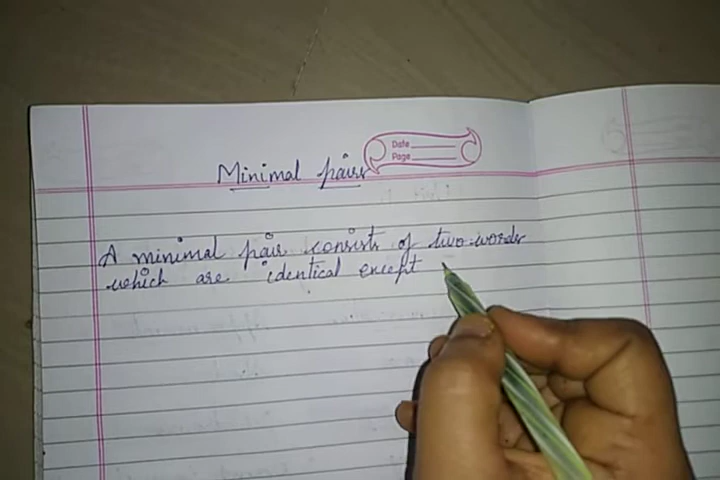 Date
Page
Minimal pairs
A minimal pair consists of two words
which are identical except